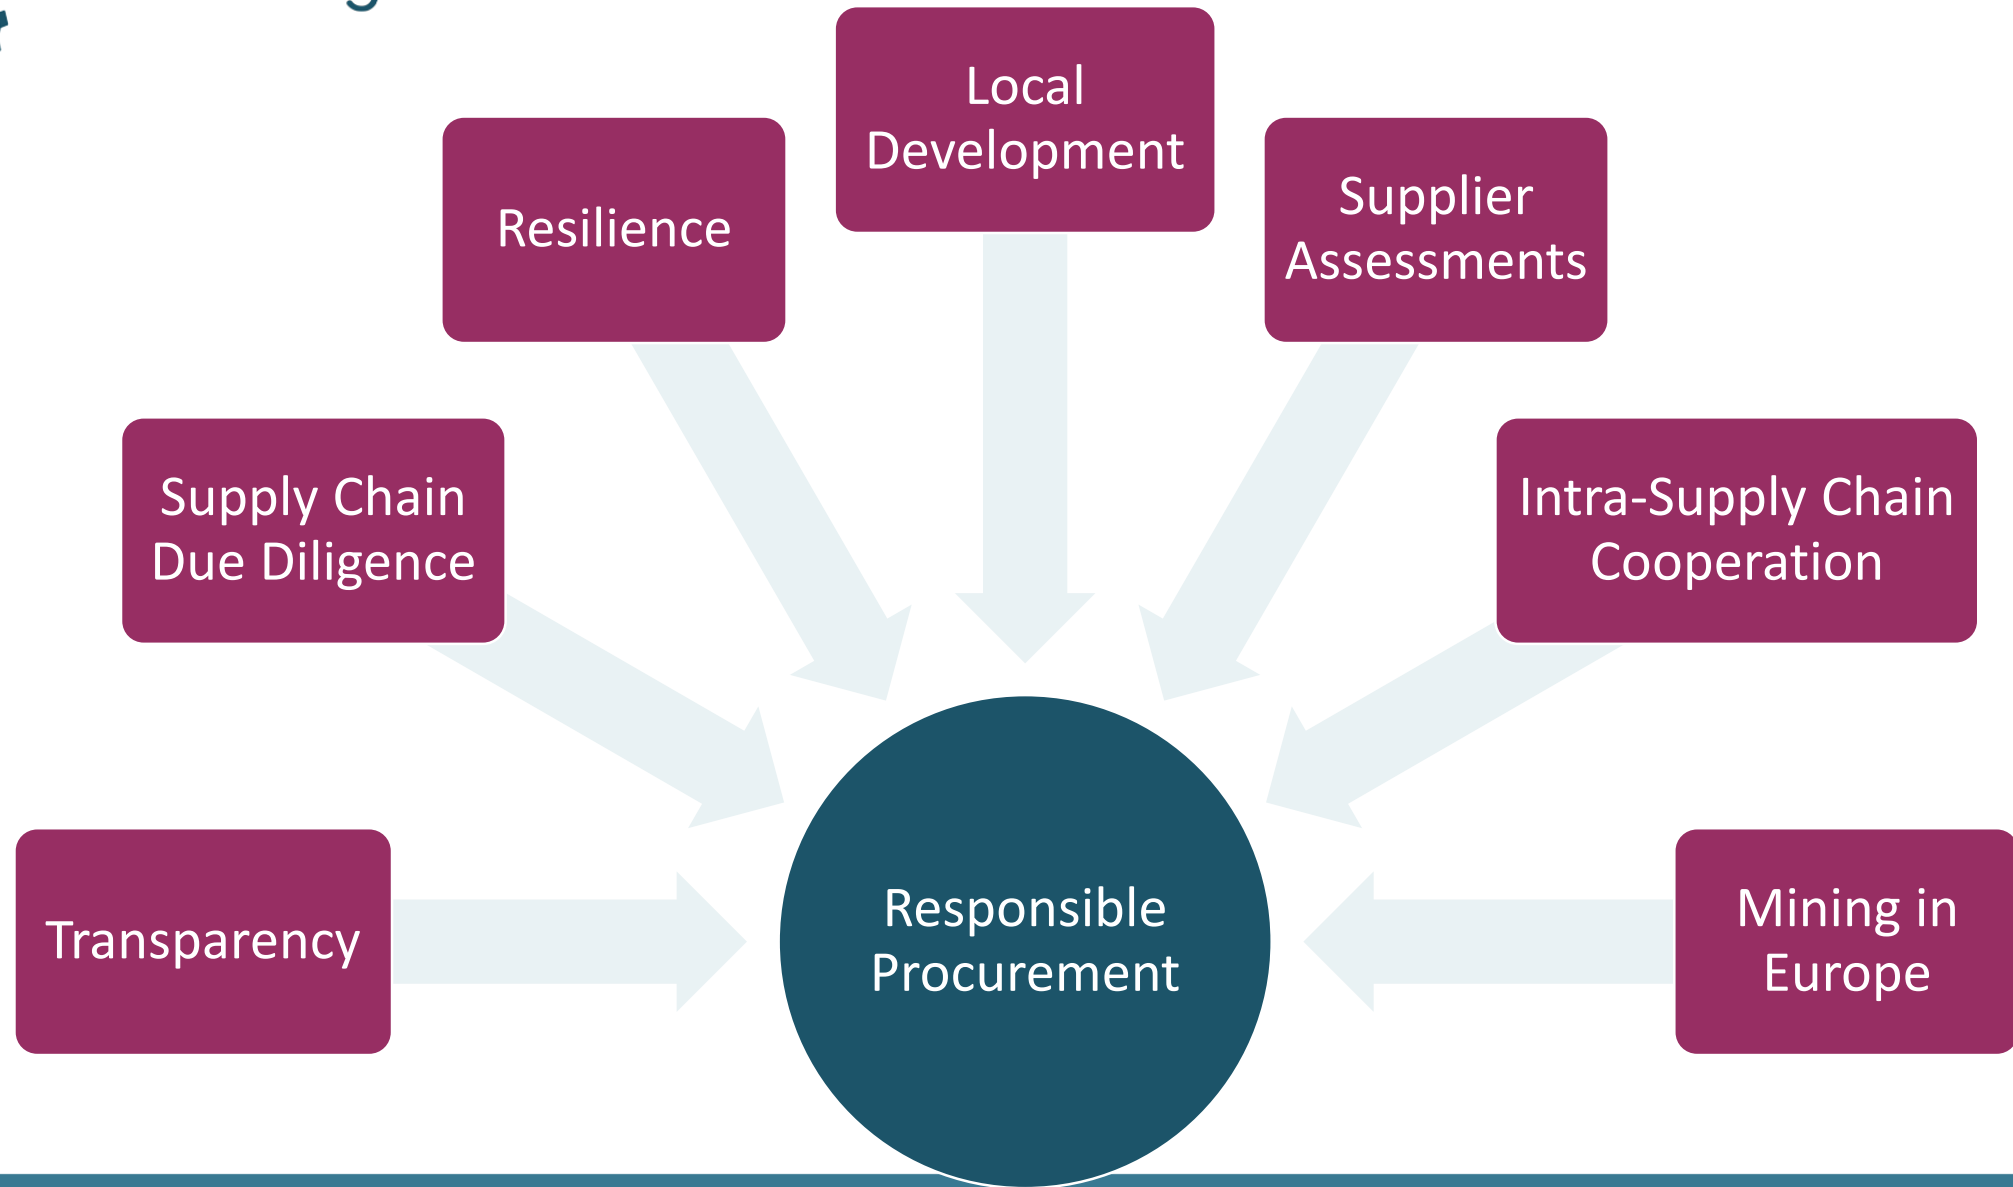 Local
Development
Resilience
Supplier
Assessments
Supply Chain
Due Diligence
Intra-Supply Chain
Cooperation
Transparency
Responsible
Procurement
Mining in
Europe